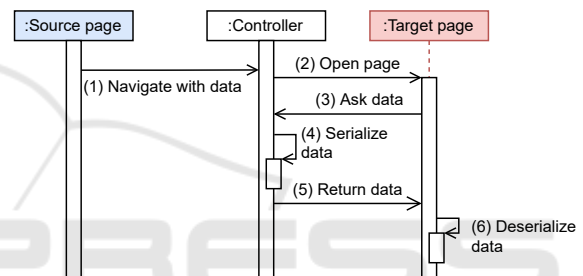 :Source page
:Controller
:Target page
(1) Navigate with data
(2) Open page
(3) Ask data
(4) Serialize
data
(5) Return data
(6) Deserialize
data
PRESS